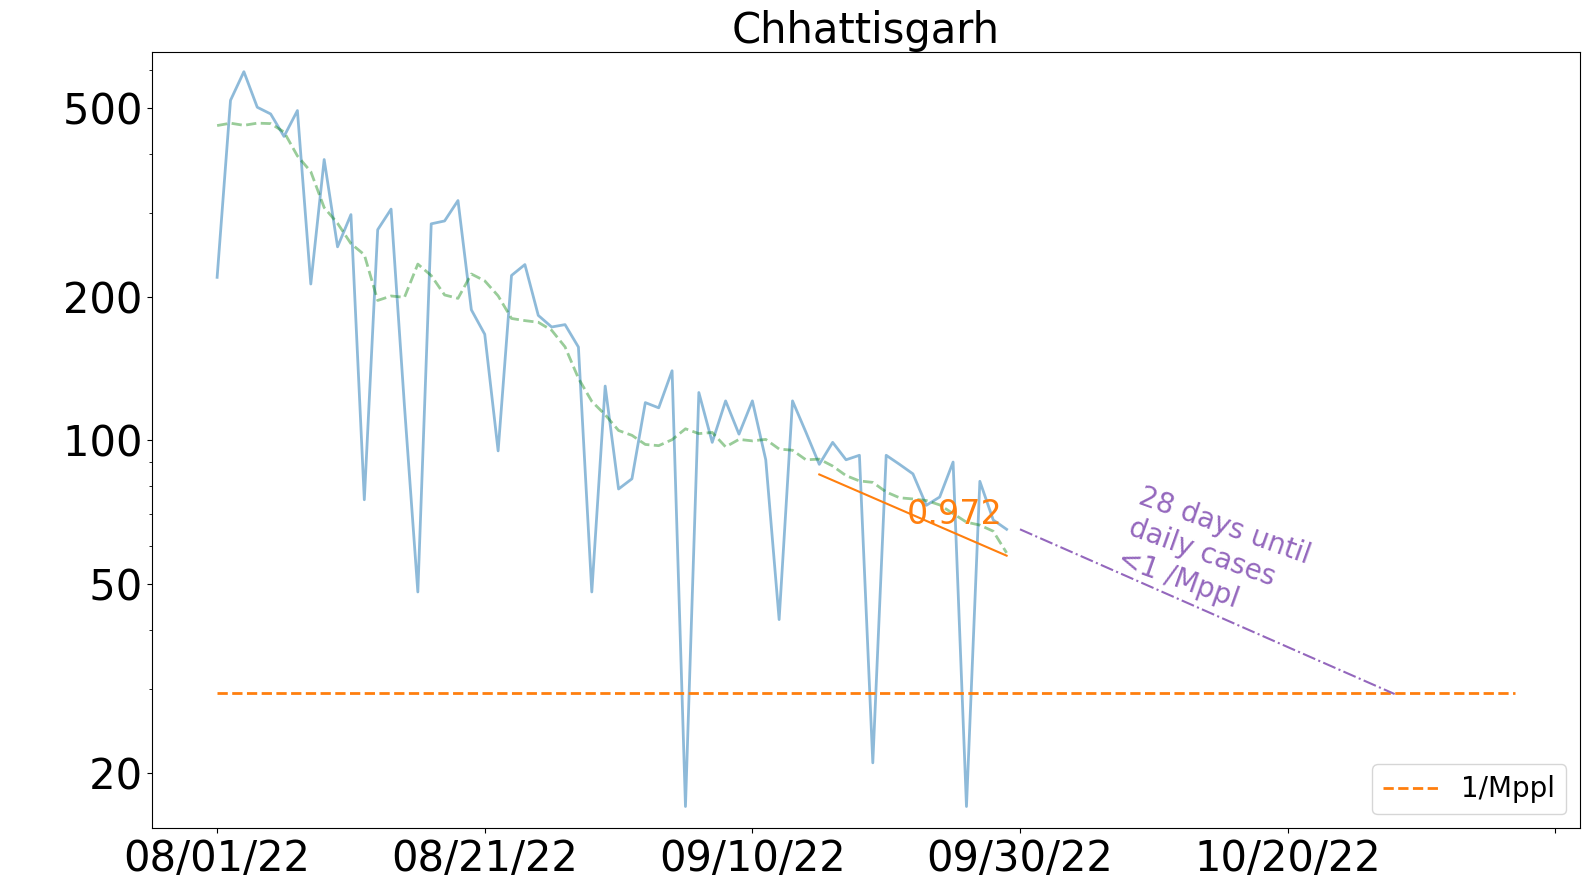 Chhattisgarh
500
200
100
50
20
0.972
28 days until
daily cases
<1 /Mppl
1/Mppl
08/01/22
08/21/22
09/10/22
09/30/22
10/20/22